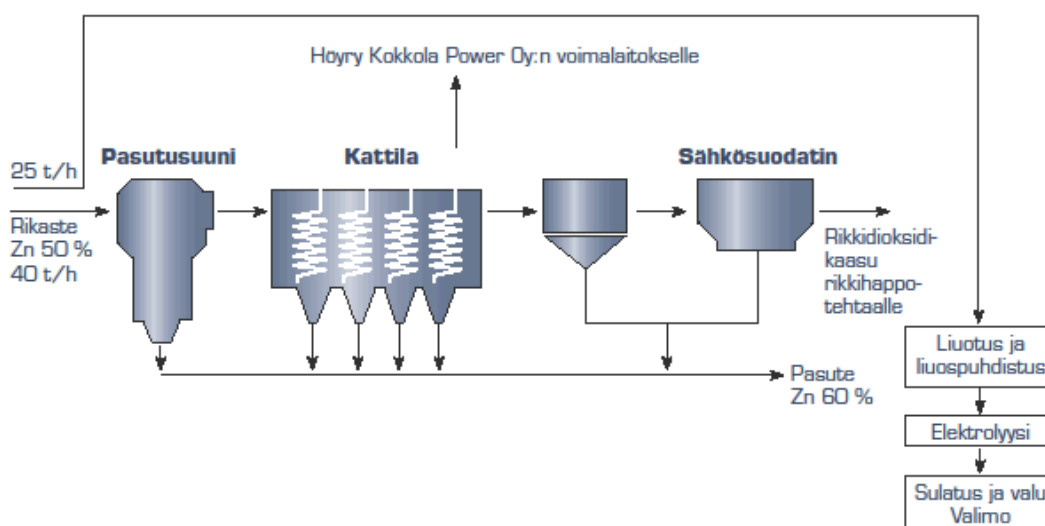 Höyry Kokkola Power Oy:n voimalaitokselle
Pasutusuuni
Kattila
Sähkösuodatin
25 t/h
Rikaste
Zn 50 %
40 t/h
Rikkidioksidi-
kaasu
rikkihappo-
tehtaalle
Pasute
Zn 60 %
Liuotus ja
liuospuhdistus
Elektrolyysi
Sulatus ja valu
Valimo